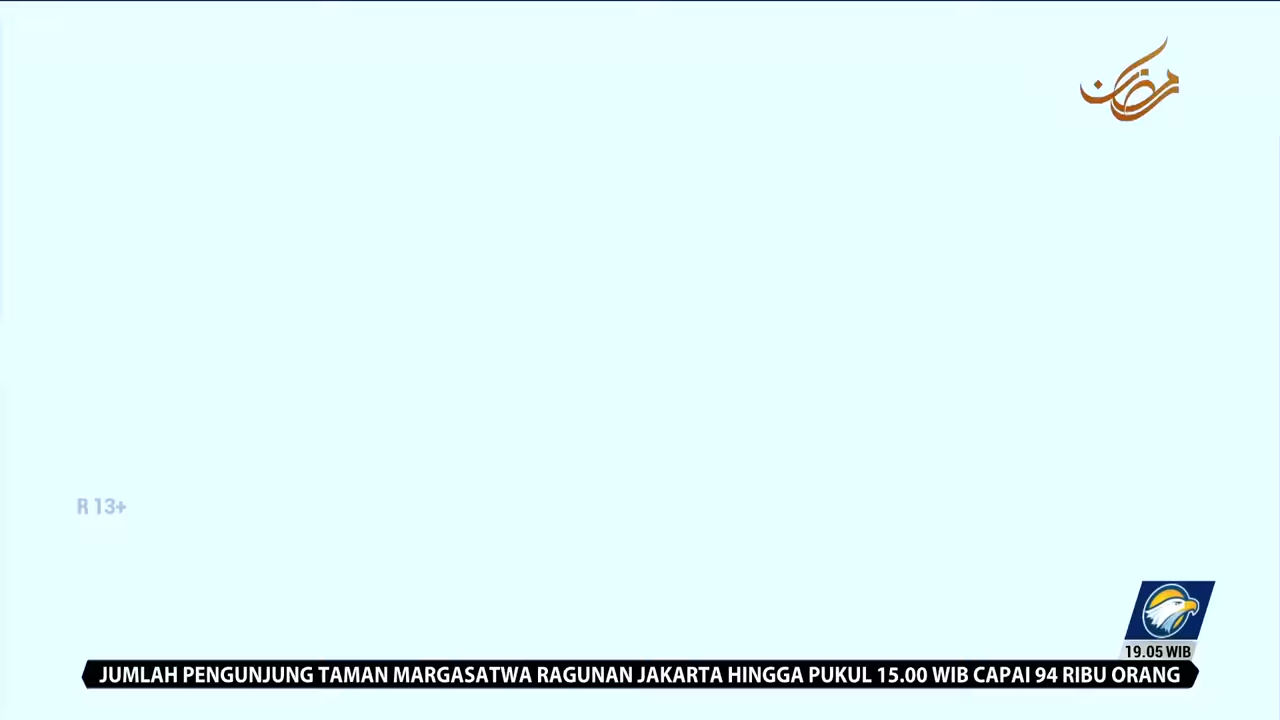 رمضان
R 13+
19.05 WIB
JUMLAH PENGUNJUNG TAMAN MARGASATWA RAGUNAN JAKARTA HINGGA PUKUL 15.00 WIB CAPAI 94 RIBU ORANG